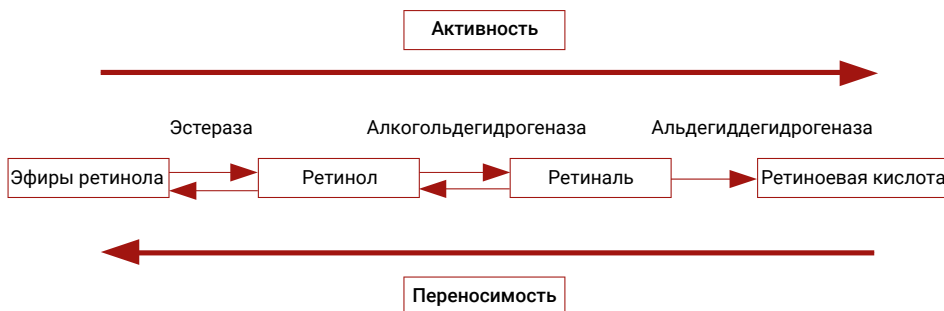 Активность
Эстераза Алкогольдегидрогеназа Альдегиддегидрогеназа
Эфиры ретинола Ретинол Ретиналь Ретиноевая кислота
Переносимость